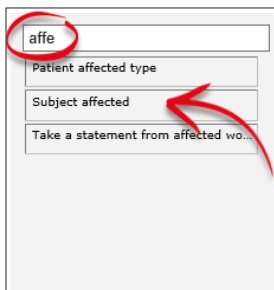 affe
Patient affected type
Subject affected
Take a statement from affected wo...